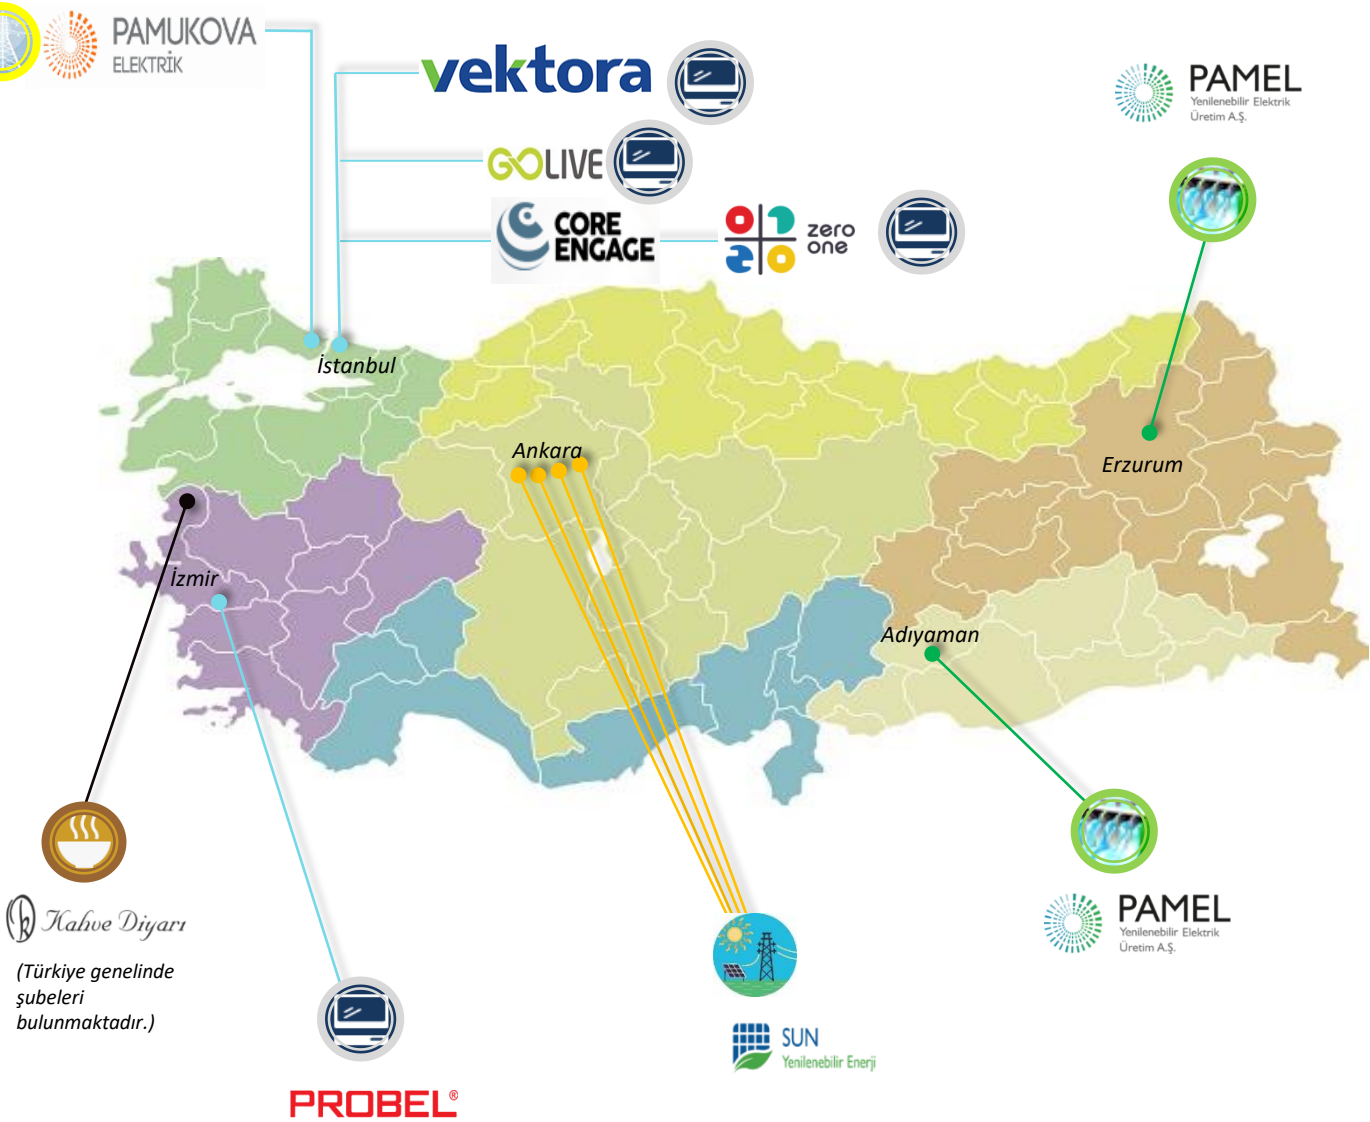 PAMUKOVA
ELEKTRİK
vektora
GOLIVE
CORE
ENGAGE
zero
one
PAMEL
Yenilenebilir Elektrik
Üretim A.Ş.
İstanbul
Ankara
Erzurum
İzmir
Adıyaman
Kahve Diyarı
(Türkiye genelinde
şubeleri
bulunmaktadır.)
PROBEL®
SUN
Yenilenebilir Enerji
PAMEL
Yenilenebilir Elektrik
Üretim A.Ş.